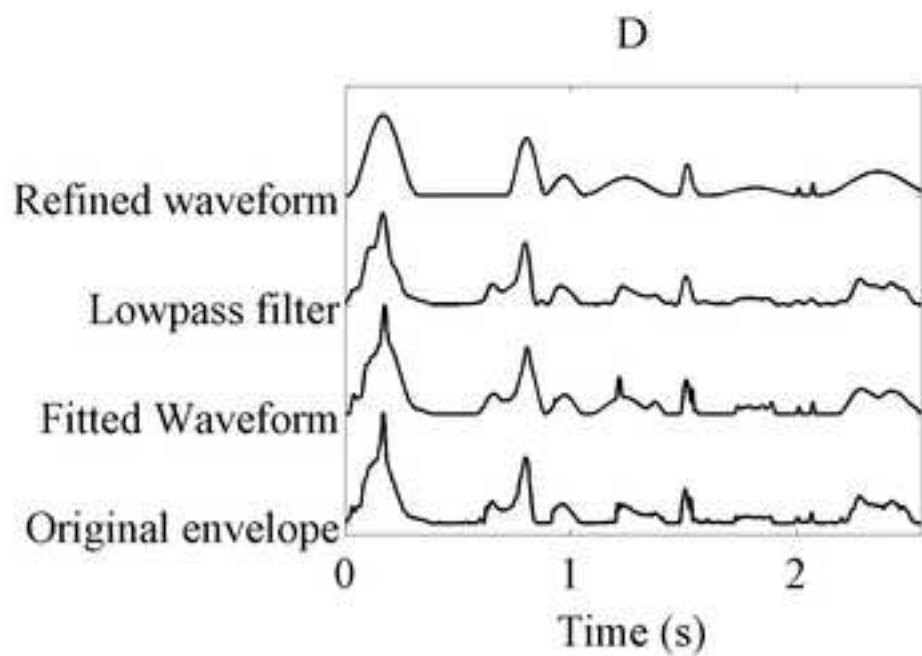 D
Refined waveform
Lowpass filter
Fitted Waveform
Original envelope
0 1 2
Time (s)